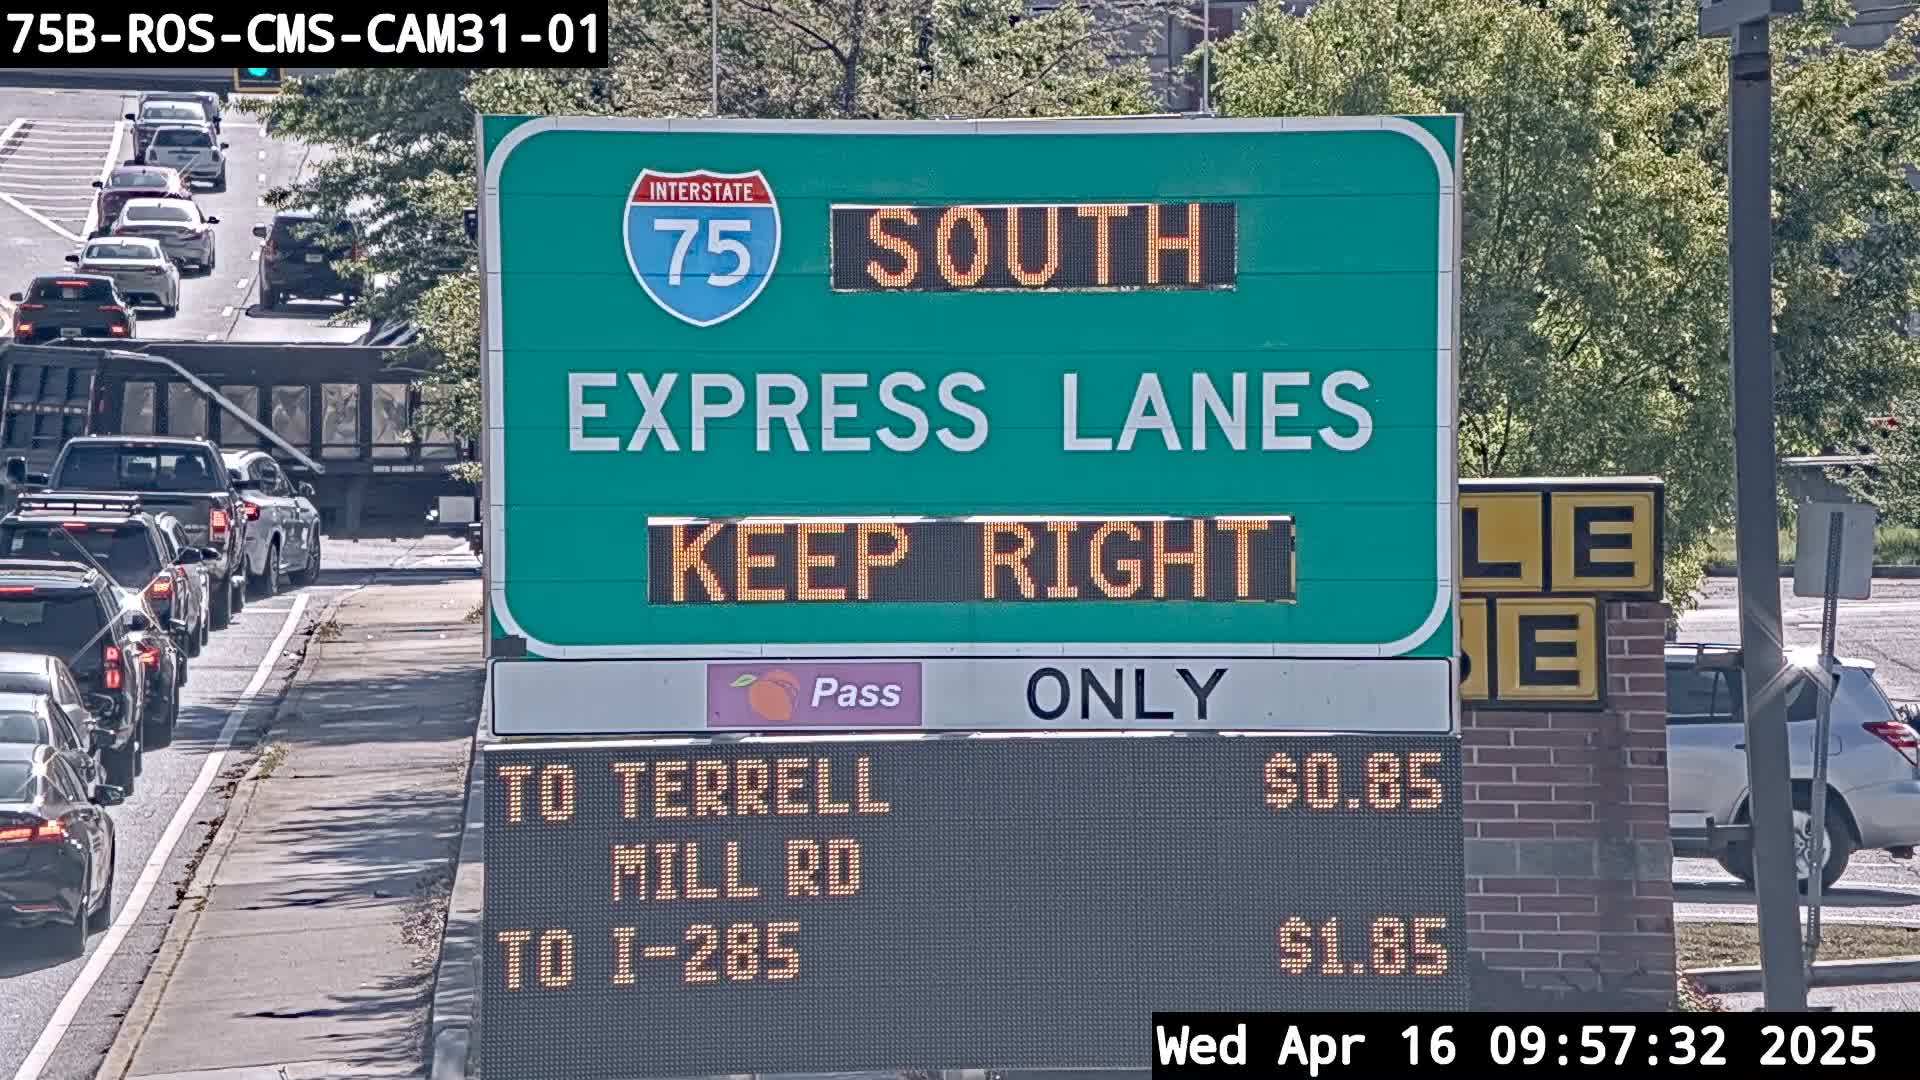 75B-ROS-CMS-CAM31-01
INTERSTATE
75
SOUTH
EXPRESS LANES
KEEP RIGHT
Pass ONLY
TO TERRELL $0.85
MILL RD
TO I-285 $1.85
LE
E
Wed Apr 16 09:57:32 2025